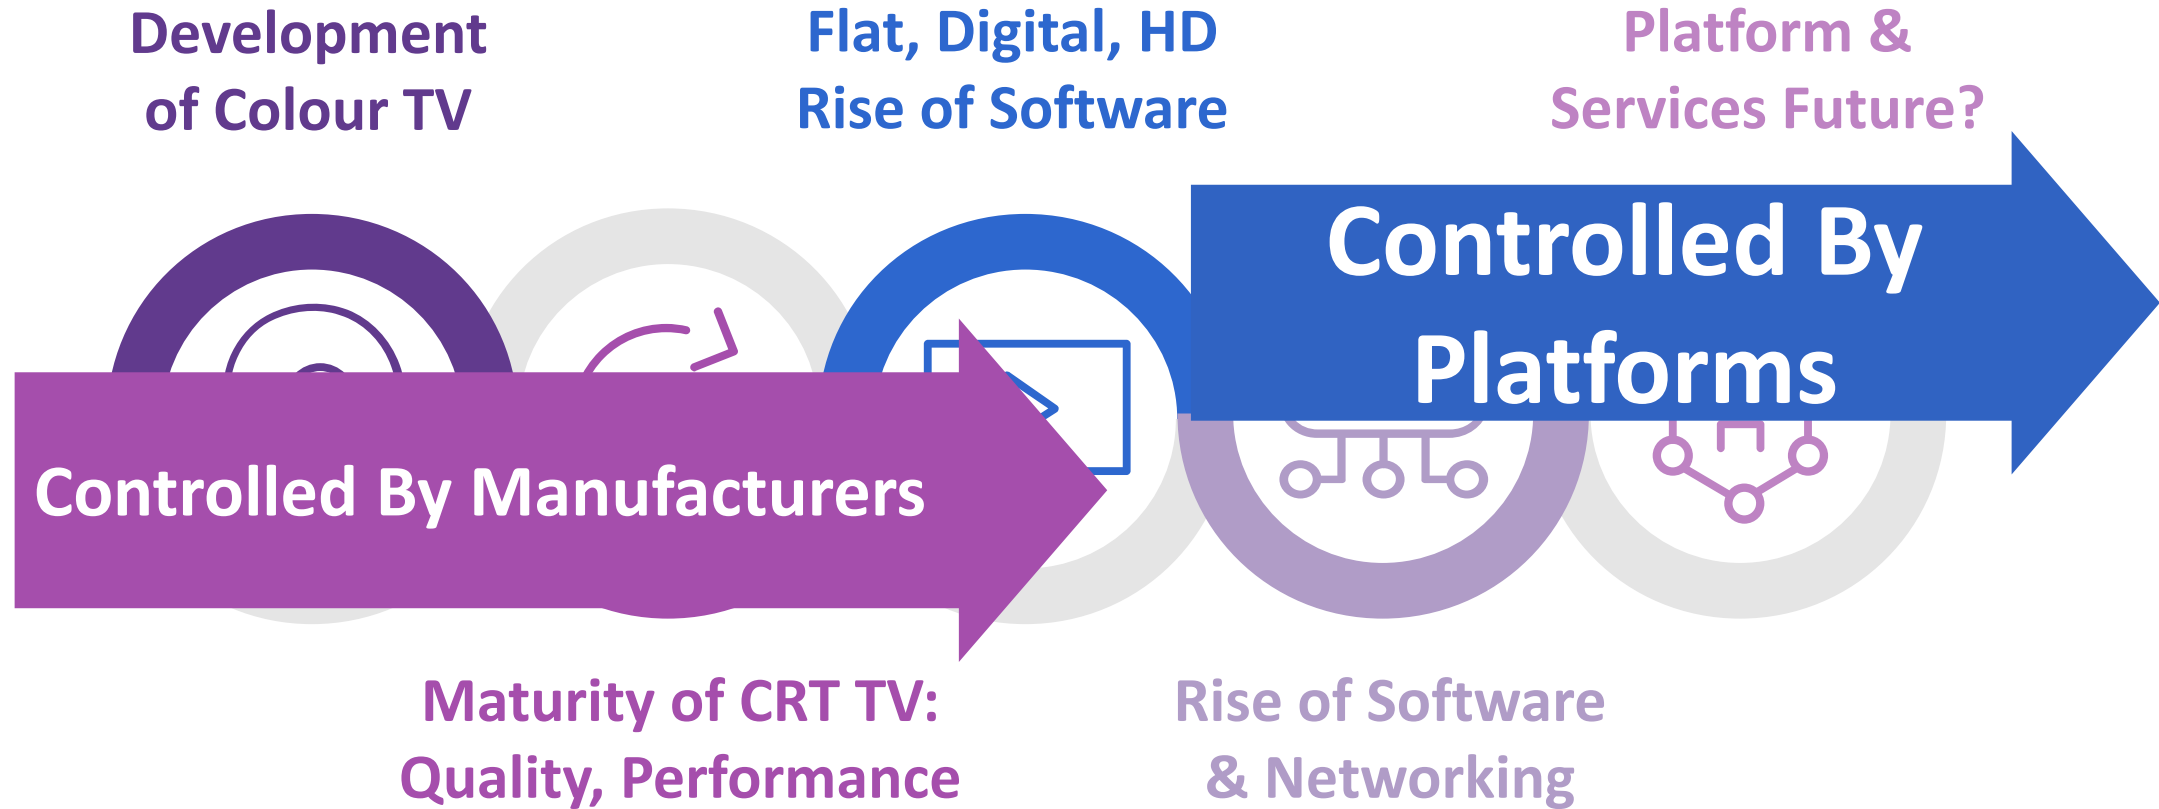 Development
of Colour TV
Flat, Digital, HD
Rise of Software
Platform &
Services Future?
Controlled By
Platforms
Controlled By Manufacturers
Maturity of CRT TV:
Quality, Performance
Rise of Software
& Networking